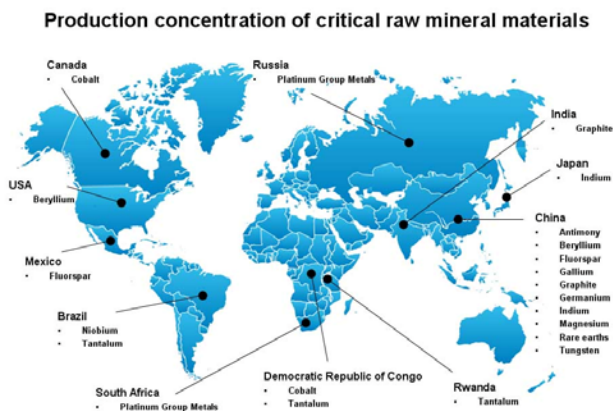 Production concentration of critical raw mineral materials
Canada
• Cobalt
Russia
• Platinum Group Metals
India
• Graphite
Japan
• Indium
USA
• Beryllium
China
• Antimony
• Beryllium
• Fluorspar
• Gallium
• Graphite
• Germanium
• Indium
• Magnesium
• Rare earths
• Tungsten
Mexico
• Fluorspar
Brazil
• Niobium
• Tantalum
South Africa
• Platinum Group Metals
Democratic Republic of Congo
• Cobalt
• Tantalum
Rwanda
• Tantalum